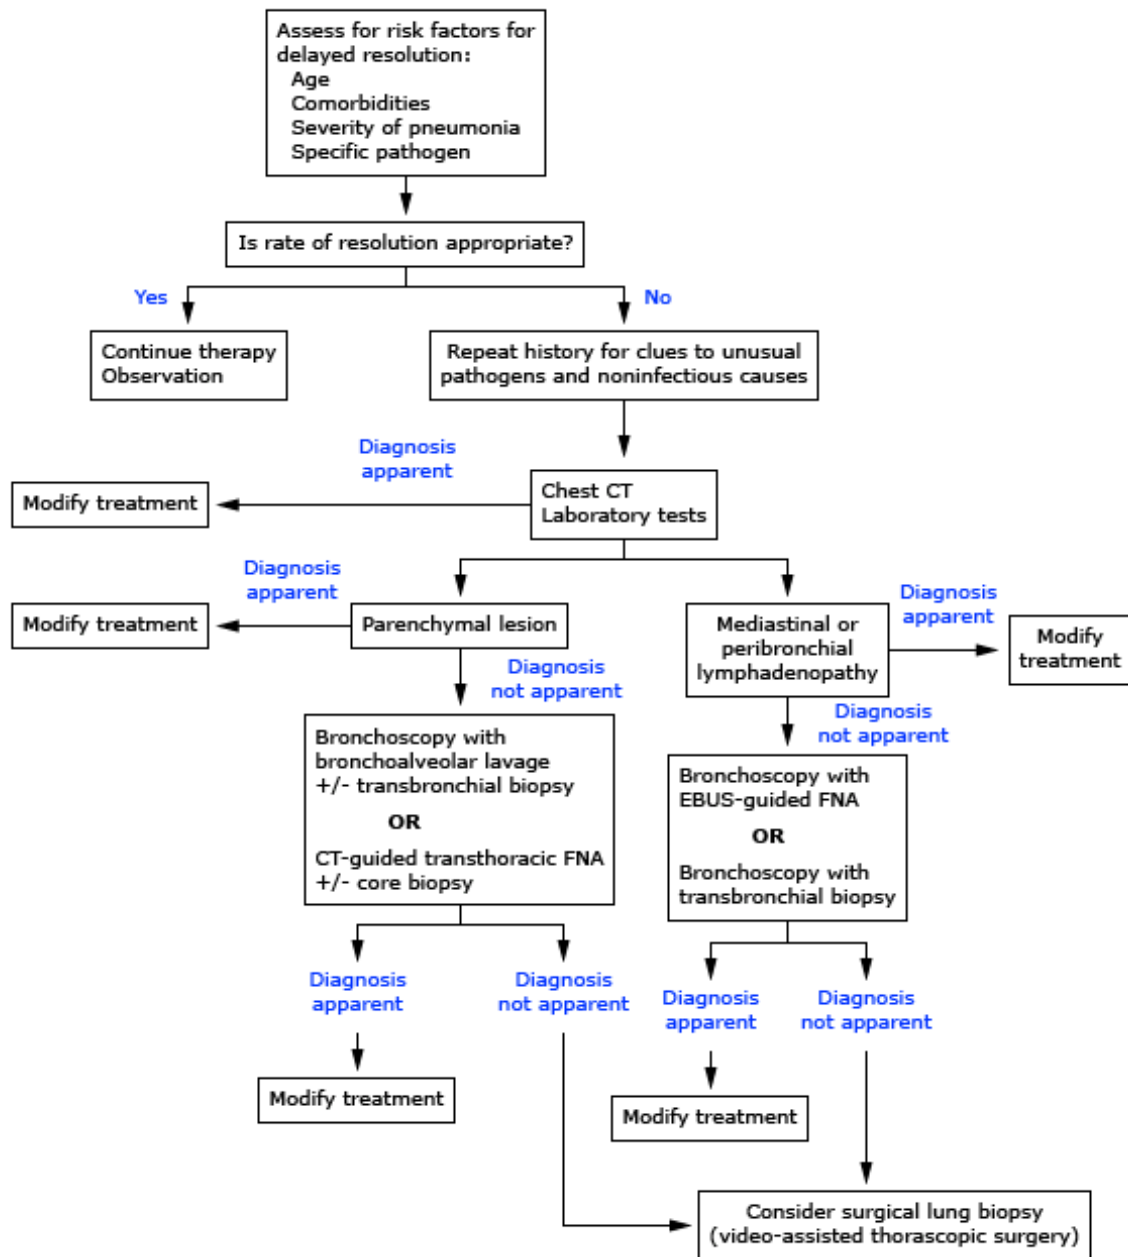 Assess for risk factors for
delayed resolution:
Age
Comorbidities
Severity of pneumonia
Specific pathogen
Is rate of resolution appropriate?
Yes
No
Continue therapy
Observation
Repeat history for clues to unusual
pathogens and noninfectious causes
Diagnosis
apparent
Modify treatment
Chest CT
Laboratory tests
Diagnosis
apparent
Modify treatment
Parenchymal lesion
Mediastinal or
peribronchial
lymphadenopathy
Diagnosis
apparent
Modify
treatment
Diagnosis
not apparent
Diagnosis
not apparent
Bronchoscopy with
bronchoalveolar lavage
+/- transbronchial biopsy
OR
CT-guided transthoracic FNA
+/- core biopsy
Bronchoscopy with
EBUS-guided FNA
OR
Bronchoscopy with
transbronchial biopsy
Diagnosis
apparent
Diagnosis
not apparent
Diagnosis
apparent
Diagnosis
not apparent
Modify treatment
Modify treatment
Consider surgical lung biopsy
(video-assisted thorascopic surgery)